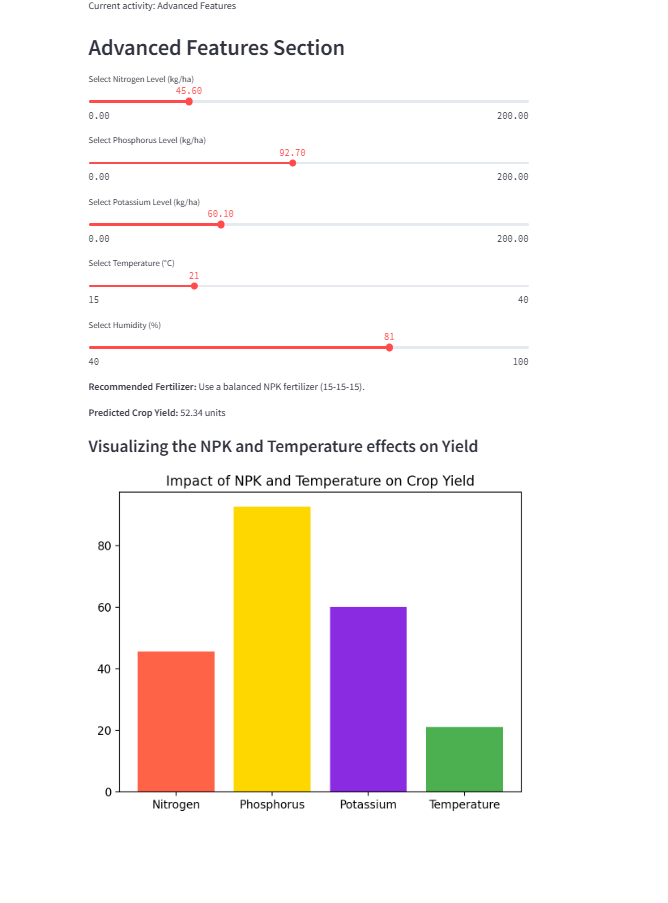 Current activity: Advanced Features
Advanced Features Section
Select Nitrogen Level (kg/ha)
45.60
0.00 200.00
Select Phosphorus Level (kg/ha)
92.70
0.00 200.00
Select Potassium Level (kg/ha)
60.10
0.00 200.00
Select Temperature (°C)
21
15 40
Select Humidity (%)
81
40 100
Recommended Fertilizer: Use a balanced NPK fertilizer (15-15-15).
Predicted Crop Yield: 52.34 units
Visualizing the NPK and Temperature effects on Yield
Impact of NPK and Temperature on Crop Yield
80
60
40
20
0
Nitrogen Phosphorus Potassium Temperature